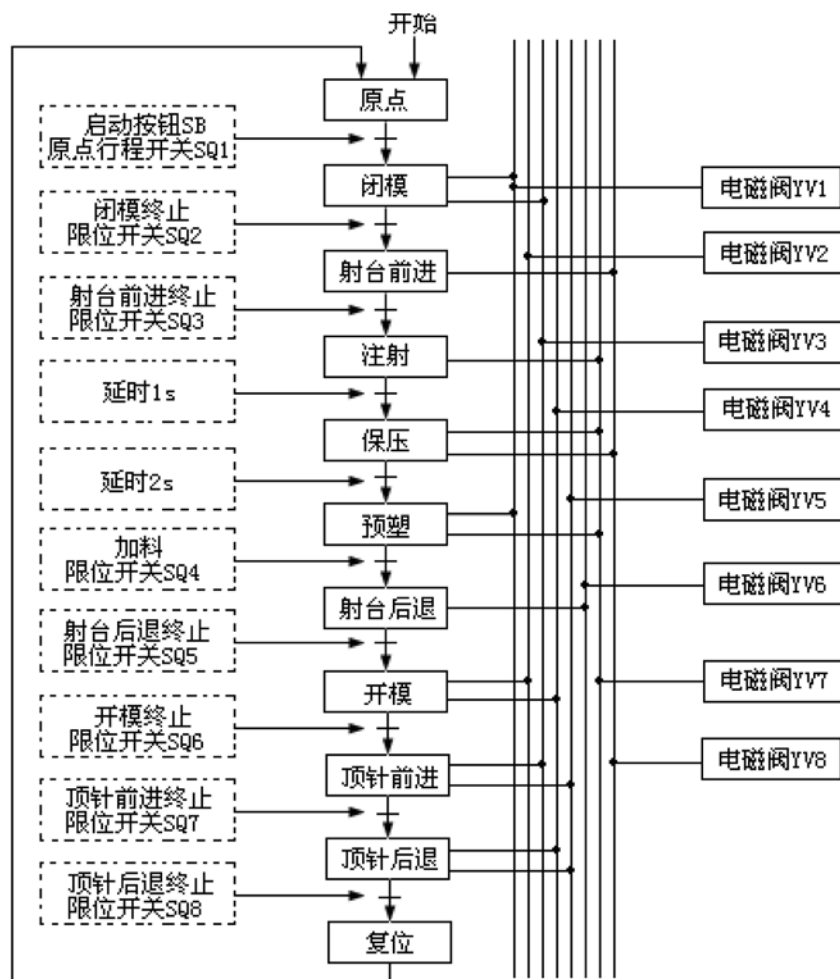 开始
原点
启动按钮SB
原点行程开关SQ1
闭模
电磁阀YV1
闭模终止
限位开关SQ2
射台前进
电磁阀YV2
射台前进终止
限位开关SQ3
注射
电磁阀YV3
延时1s
电磁阀YV4
保压
延时2s
电磁阀YV5
预塑
加料
限位开关SQ4
电磁阀YV6
射台后退
射台后退终止
限位开关SQ5
开模
电磁阀YV7
开模终止
限位开关SQ6
电磁阀YV8
顶针前进
顶针前进终止
限位开关SQ7
顶针后退
顶针后退终止
限位开关SQ8
复位